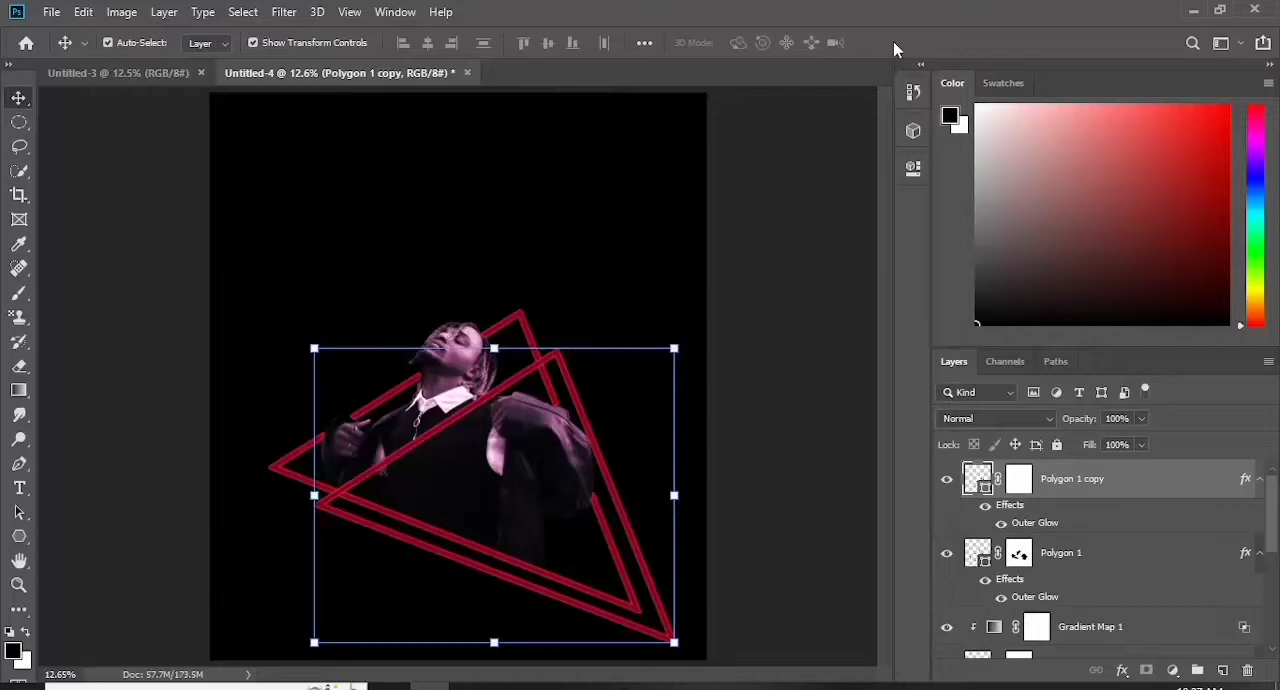 Ps File Edit Image Layer Type Select Filter 3D View Window Help
Auto-Select: Layer Show Transform Controls 3D Mode:
Untitled-3 @ 12.5% (RGB/8#) × Untitled-4 @ 12.6% (Polygon 1 copy, RGB/8#) * ×
Color Swatches
Layers Channels Paths
Kind
Normal Opacity: 100%
Lock: Fill: 100%
Polygon 1 copy fx
Effects
Outer Glow
Polygon 1 fx
Effects
Outer Glow
Gradient Map 1
12.65% Doc: 57.7M/173.5M
fx